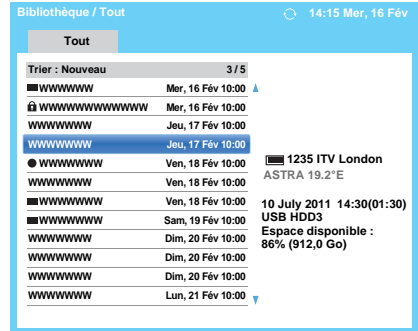 Bibliothèque / Tout
14:15 Mer, 16 Fév
Tout
Trier : Nouveau 3 / 5
WWWWWWW Mer, 16 Fév 10:00
WWWWWWWWWWWW Mer, 16 Fév 10:00
WWWWWWW Jeu, 17 Fév 10:00
WWWWWWW Jeu, 17 Fév 10:00
WWWWWWWW Ven, 18 Fév 10:00
WWWWWWW Ven, 18 Fév 10:00
WWWWWWWW Ven, 18 Fév 10:00
WWWWWWWW Sam, 19 Fév 10:00
WWWWWWW Dim, 20 Fév 10:00
WWWWWWW Dim, 20 Fév 10:00
WWWWWWW Dim, 20 Fév 10:00
WWWWWWW Lun, 21 Fév 10:00
1235 ITV London
ASTRA 19.2°E
10 July 2011 14:30(01:30)
USB HDD3
Espace disponible :
86% (912,0 Go)